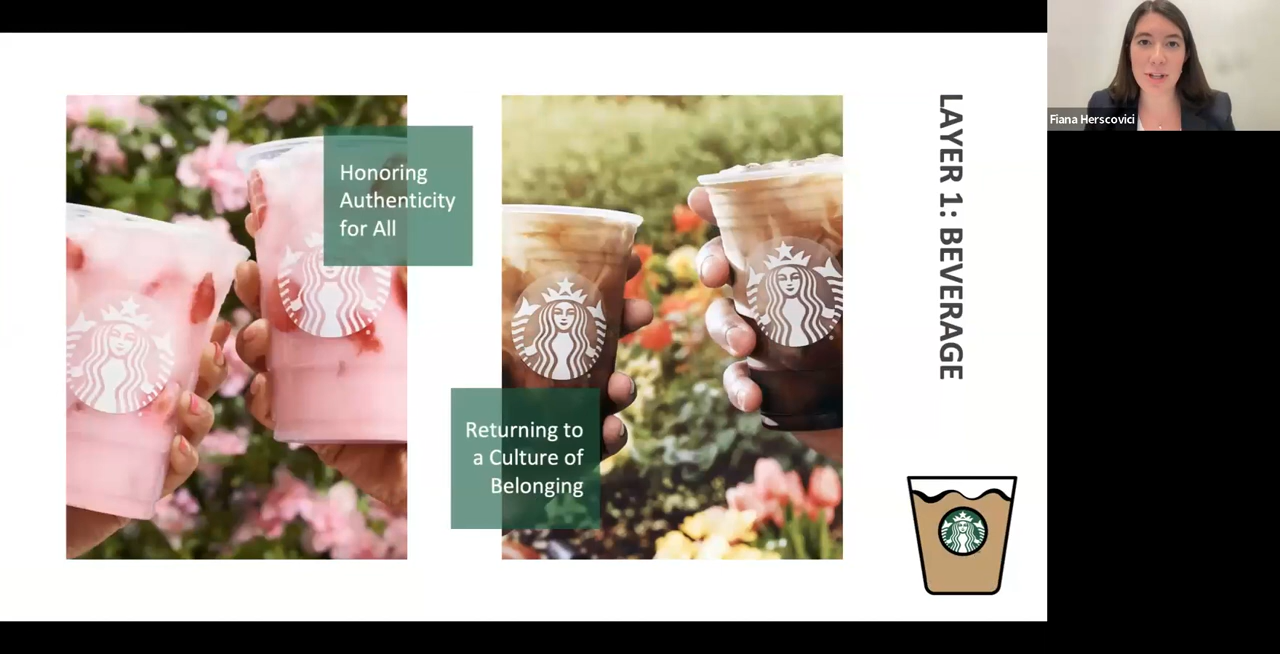 Honoring
Authenticity
for All
Returning to
a Culture of
Belonging
LAYER 1: BEVERAGE
Fiana Herscovici